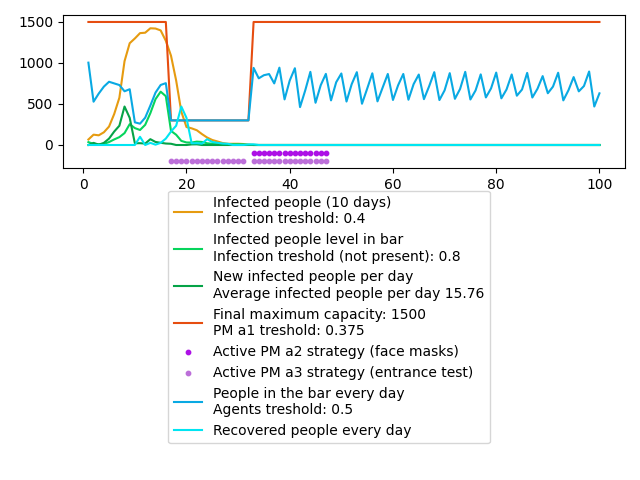 1500
1000
500
0
0 20 40 60 80 100
Infected people (10 days)
Infection treshold: 0.4
Infected people level in bar
Infection treshold (not present): 0.8
New infected people per day
Average infected people per day 15.76
Final maximum capacity: 1500
PM a1 treshold: 0.375
Active PM a2 strategy (face masks)
Active PM a3 strategy (entrance test)
People in the bar every day
Agents treshold: 0.5
Recovered people every day